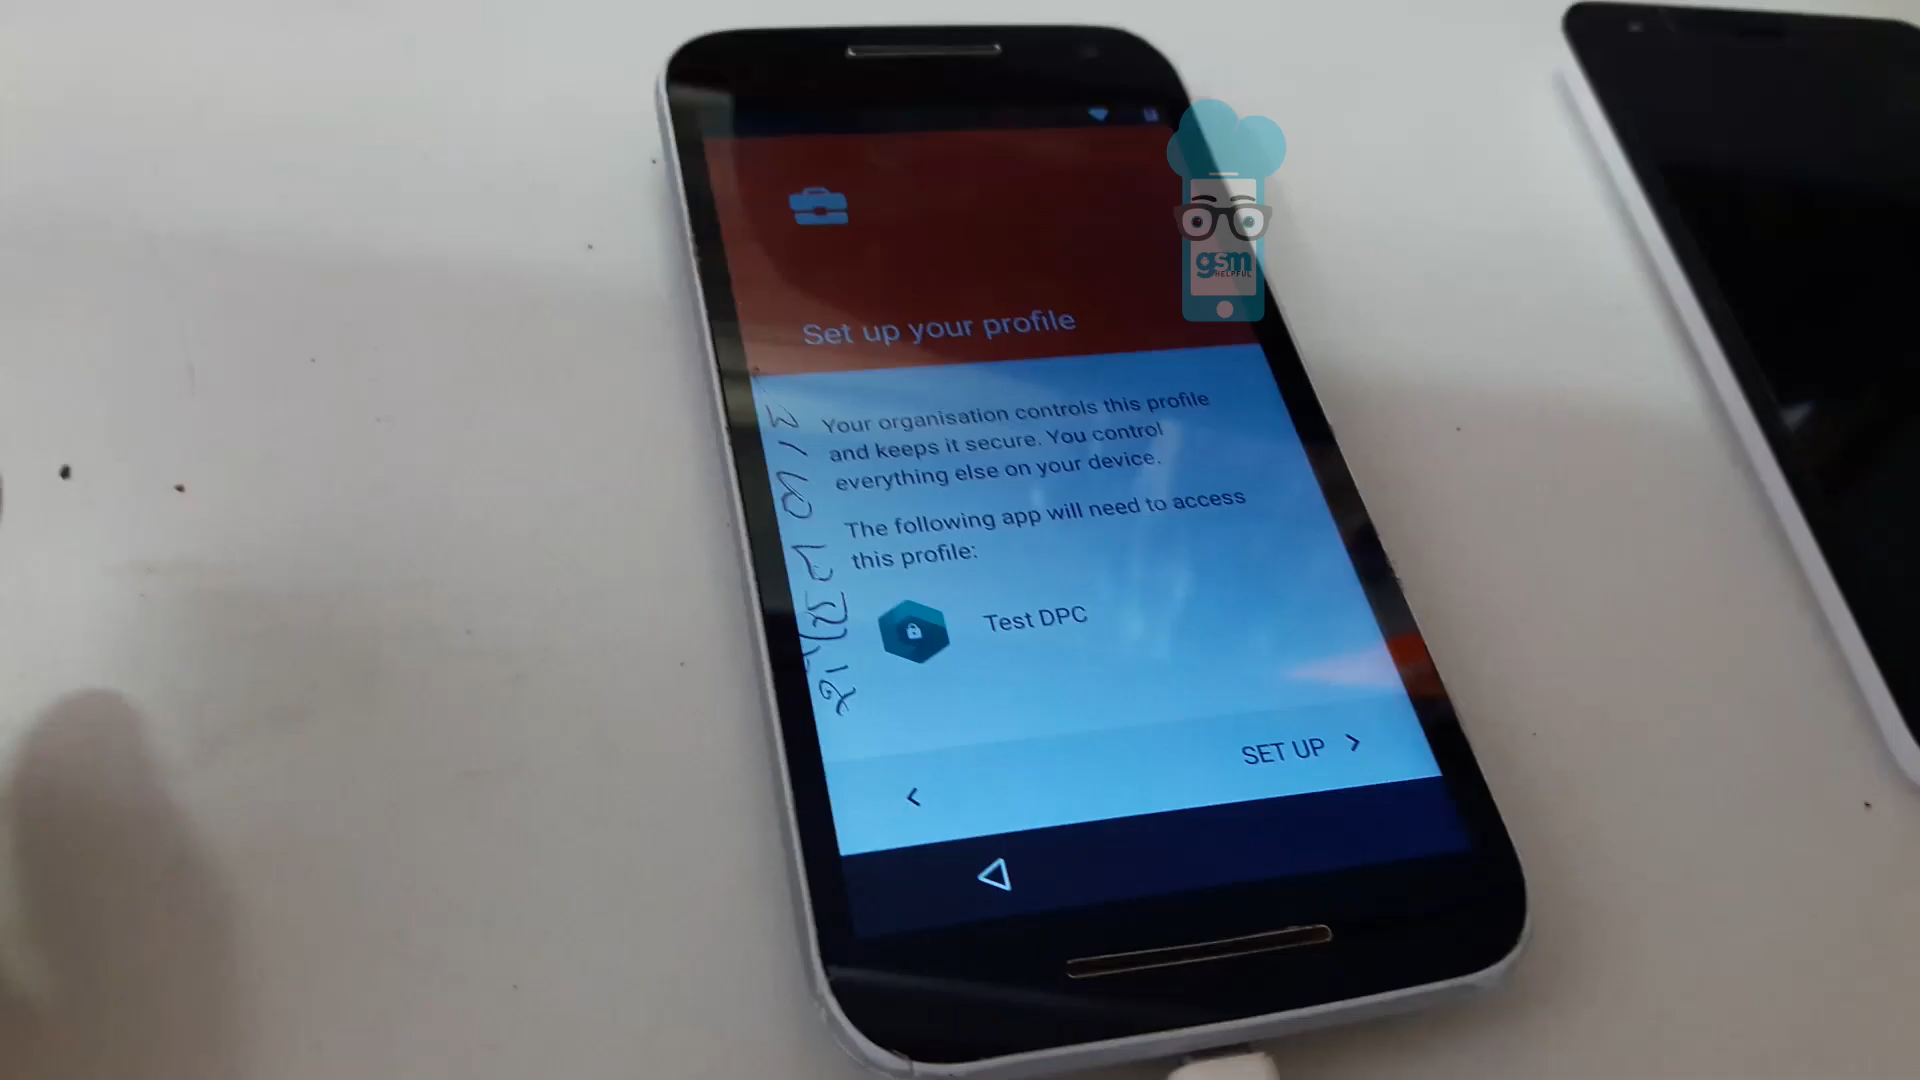 gsm
HELPFUL
Set up your profile
Your organisation controls this profile
and keeps it secure. You control
everything else on your device.
The following app will need to access
this profile:
Test DPC
SET UP